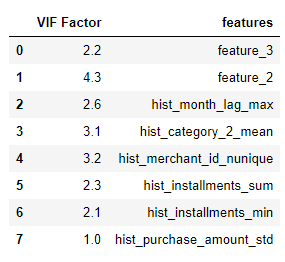 VIF Factor features
0 2.2 feature_3
1 4.3 feature_2
2 2.6 hist_month_lag_max
3 3.1 hist_category_2_mean
4 3.2 hist_merchant_id_nunique
5 2.3 hist_installments_sum
6 2.1 hist_installments_min
7 1.0 hist_purchase_amount_std